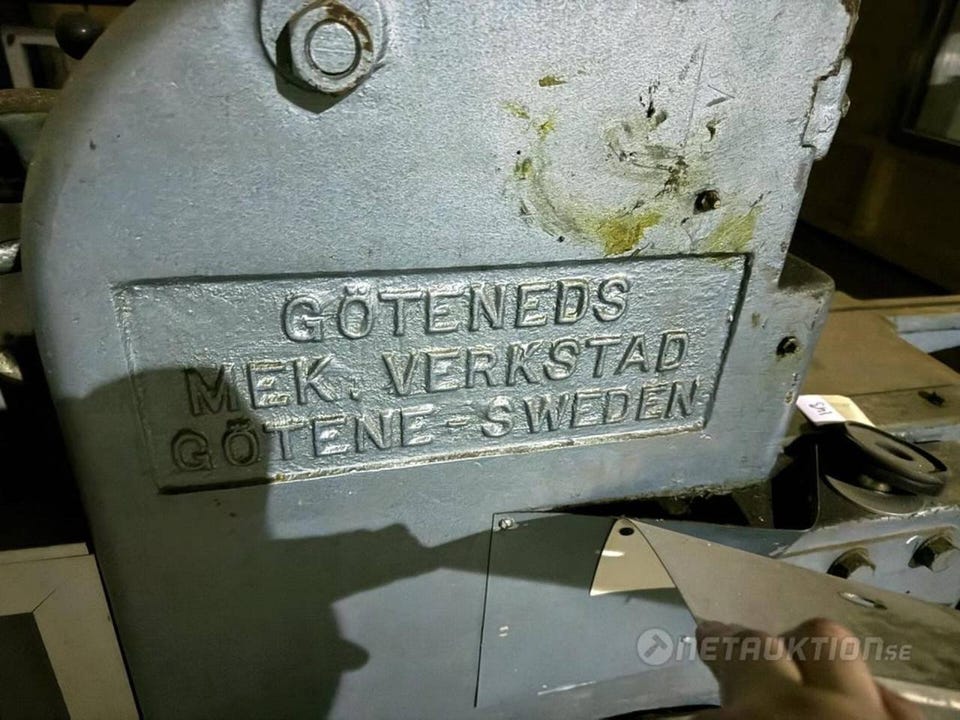 GÖTENEDS
MEK. VERKSTAD
GÖTENE-SWEDEN
NETAUKTION.SE